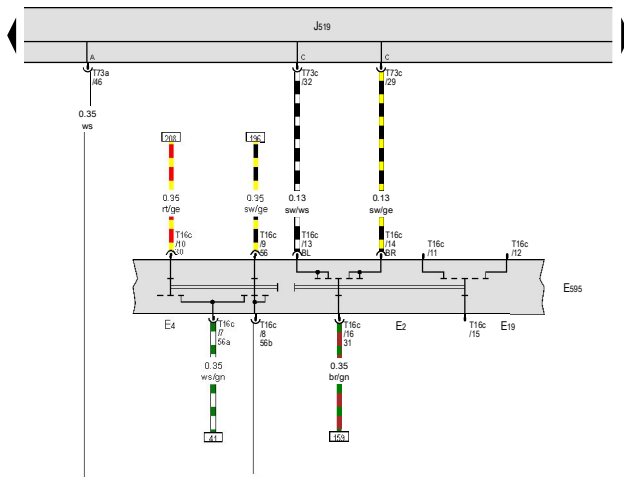 J519
A
C
C
T73a
/46
T73c
/32
T73c
/29
0.35
ws
208
196
0.35
rt/ge
0.35
sw/ge
0.13
sw/ws
0.13
sw/ge
T16c
/10
30
T16c
/9
56
T16c
/13
BL
T16c
/14
BR
T16c
/11
T16c
/12
E595
E4
T16c
/7
56a
T16c
/8
56b
T16c
/16
31
E2
T16c
/15
E19
0.35
ws/gn
0.35
br/gn
41
159